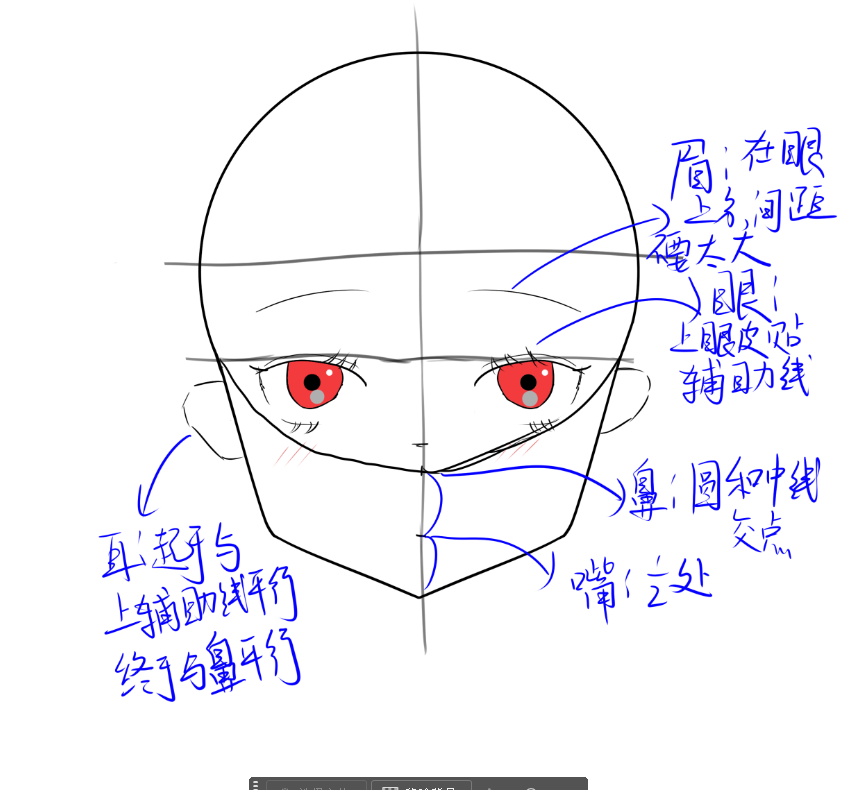 眉：在眼
上方,间距
不要太大
眼：
上眼皮贴
辅助线
鼻：圆和中线
交点
嘴：1/2处
耳：起于与
上辅助线平行
终于与鼻平行